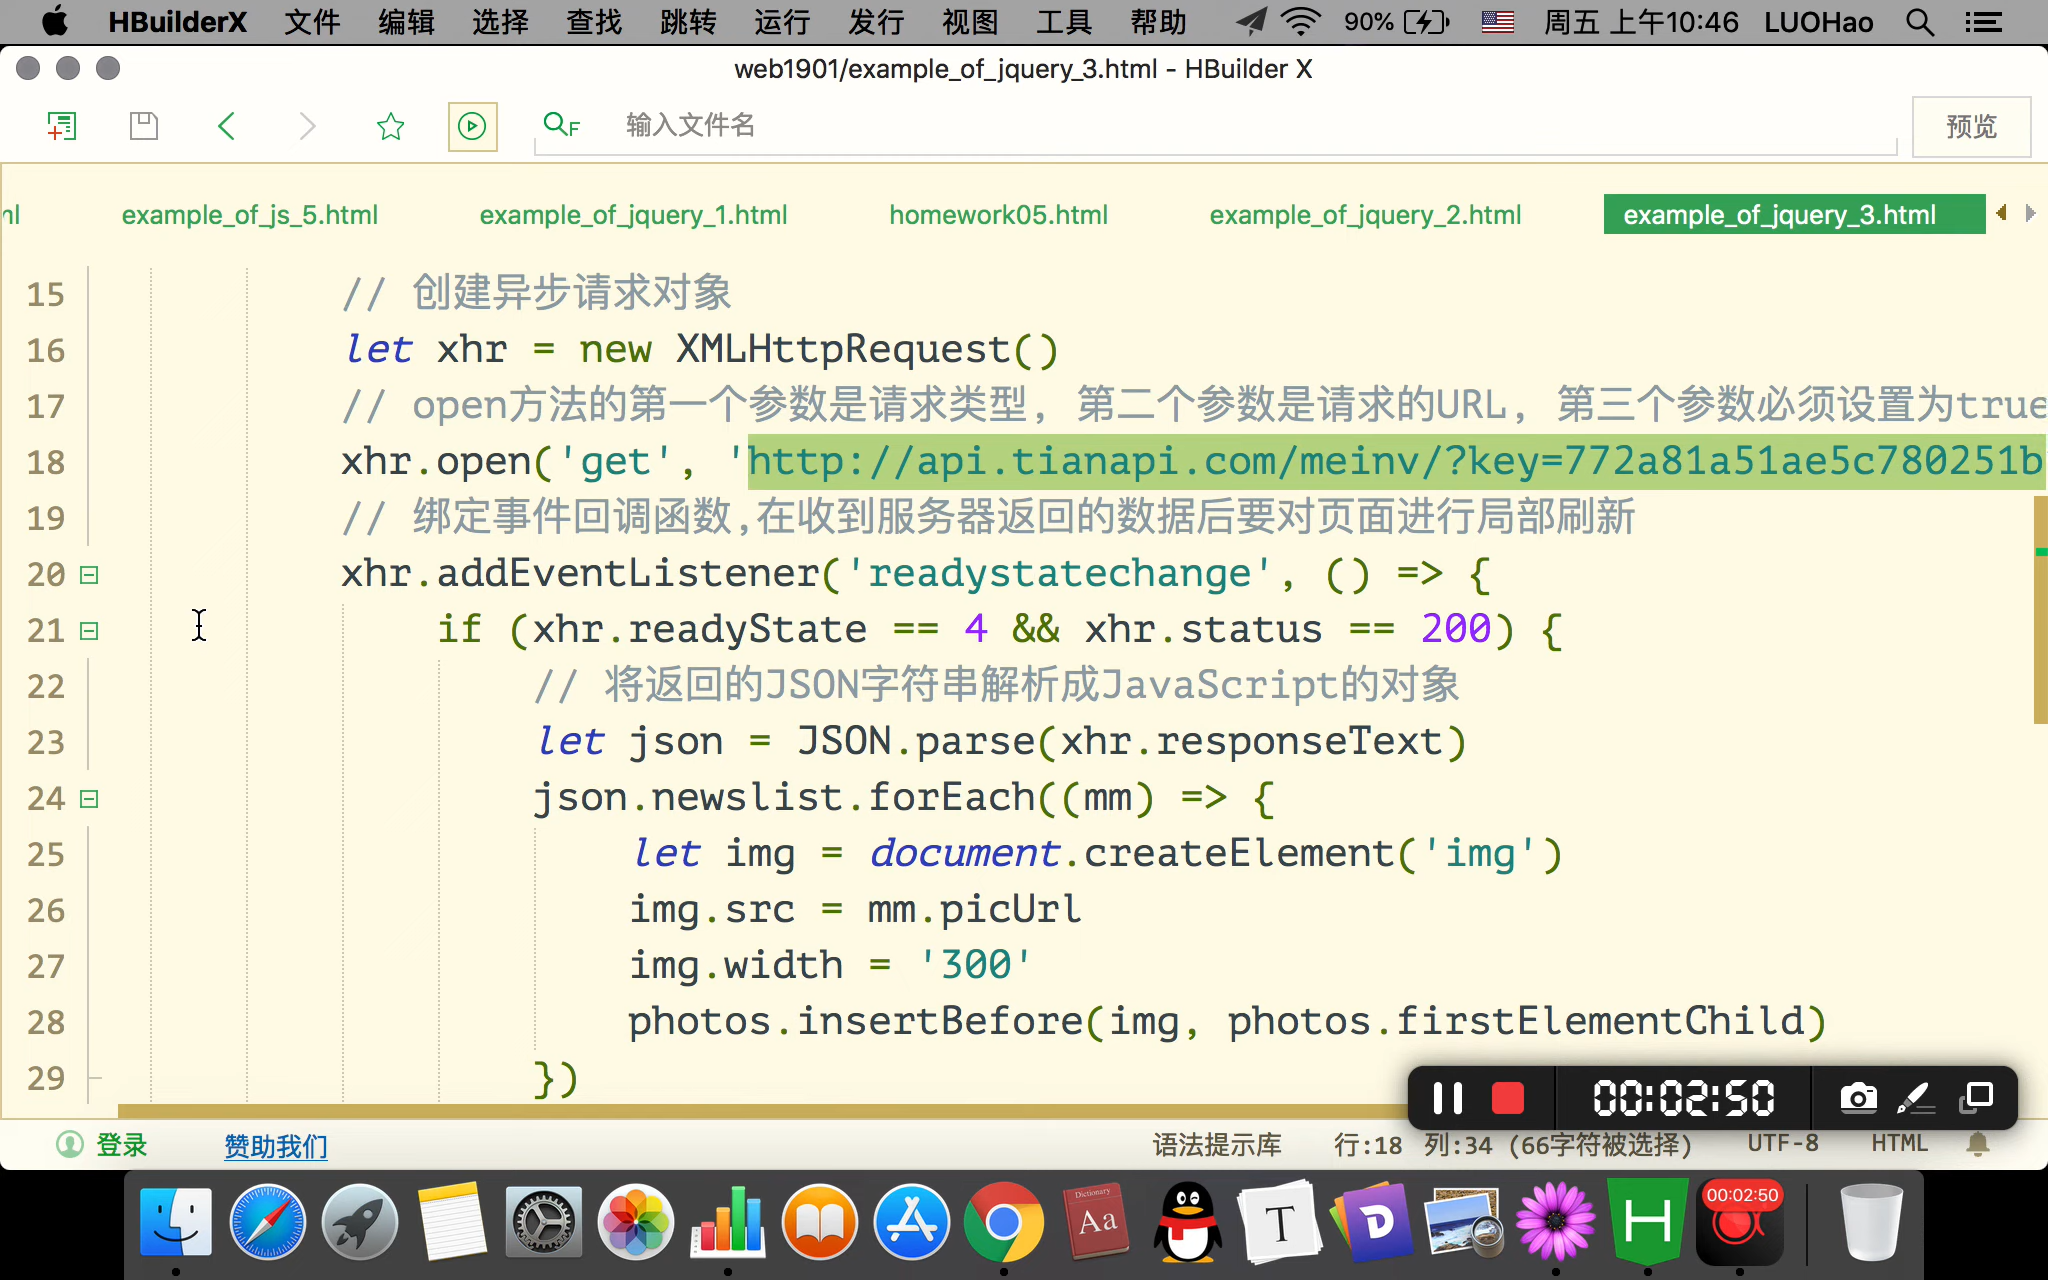 HBuilderX 文件 编辑 选择 查找 跳转 运行 发行 视图 工具 帮助 90% 周五 上午10:46 LUOHao
web1901/example_of_jquery_3.html - HBuilder X
输入文件名 预览
example_of_js_5.html example_of_jquery_1.html homework05.html example_of_jquery_2.html example_of_jquery_3.html
15 // 创建异步请求对象
16 let xhr = new XMLHttpRequest()
17 // open方法的第一个参数是请求类型, 第二个参数是请求的URL, 第三个参数必须设置为true
18 xhr.open('get', 'http://api.tianapi.com/meinv/?key=772a81a51ae5c780251b
19 // 绑定事件回调函数,在收到服务器返回的数据后要对页面进行局部刷新
20 xhr.addEventListener('readystatechange', () => {
21 if (xhr.readyState == 4 && xhr.status == 200) {
22 // 将返回的JSON字符串解析成JavaScript的对象
23 let json = JSON.parse(xhr.responseText)
24 json.newslist.forEach((mm) => {
25 let img = document.createElement('img')
26 img.src = mm.picUrl
27 img.width = '300'
28 photos.insertBefore(img, photos.firstElementChild)
29 })
00:02:50
登录 赞助我们 语法提示库 行:18 列:34 (66字符被选择) UTF-8 HTML
Dictionary
Aa
T
D
H
00:02:50